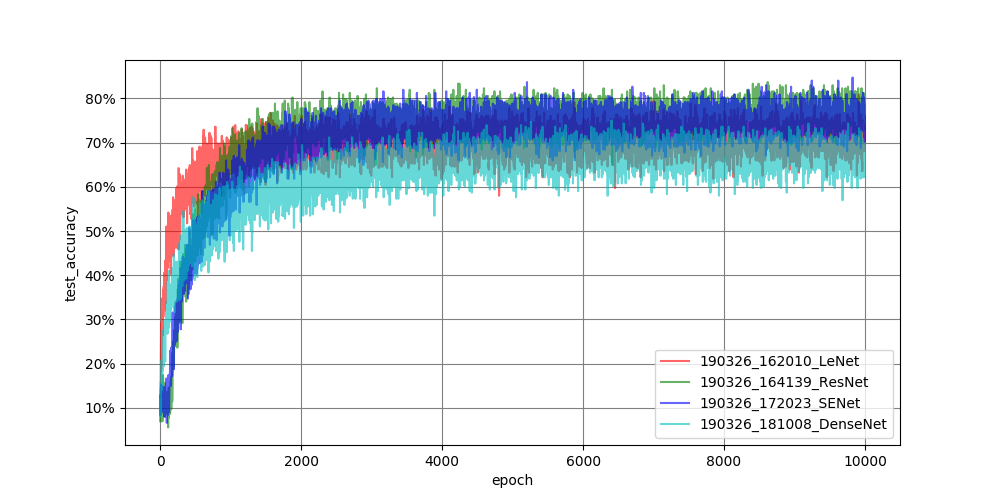 80%
70%
60%
50%
40%
30%
20%
10%
test_accuracy
190326_162010_LeNet
190326_164139_ResNet
190326_172023_SENet
190326_181008_DenseNet
0 2000 4000 6000 8000 10000
epoch